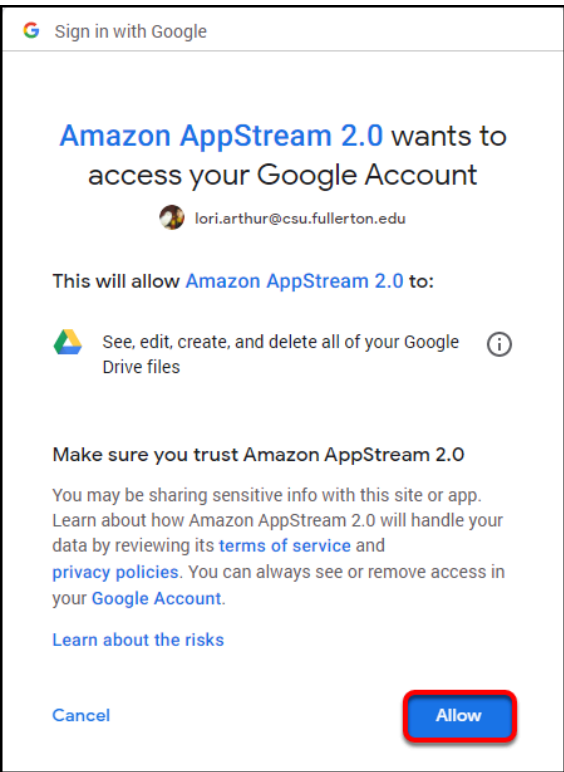 Sign in with Google
Amazon AppStream 2.0 wants to
access your Google Account
lori.arthur@csu.fullerton.edu
This will allow Amazon AppStream 2.0 to:
See, edit, create, and delete all of your Google
Drive files
Make sure you trust Amazon AppStream 2.0
You may be sharing sensitive info with this site or app.
Learn about how Amazon AppStream 2.0 will handle your
data by reviewing its terms of service and
privacy policies. You can always see or remove access in
your Google Account.
Learn about the risks
Cancel Allow